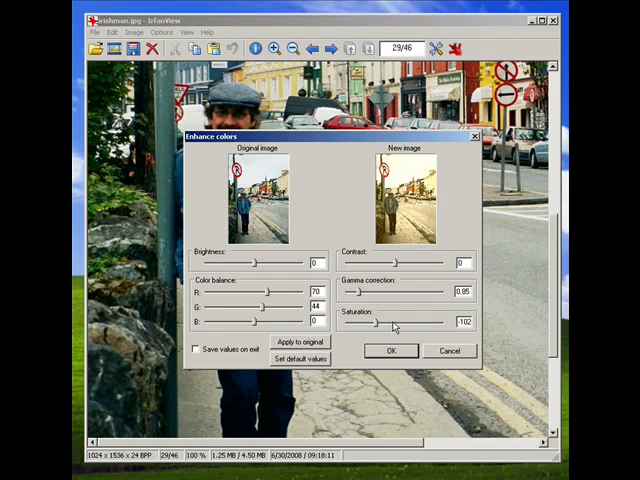 irishman.jpg - IrfanView
File Edit Image Options View Help
29/46
Enhance colors
Original image New image
Brightness: 0 Contrast: 0
Color balance: Gamma correction:
R: 70 0.85
G: 44 Saturation:
B: 0 -102
Save values on exit Apply to original OK Cancel
Set default values
1024 x 1536 x 24 BPP 29/46 100 % 1.25 MB / 4.50 MB 6/30/2008 / 09:18:11